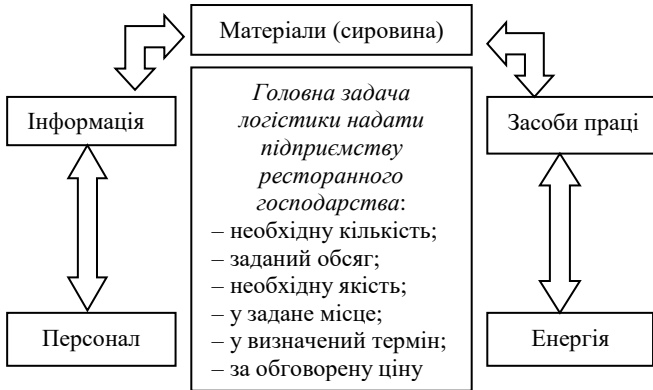 Матеріали (сировина)
Інформація
Засоби праці
Головна задача
логістики надати
підприємству
ресторанного
господарства:
– необхідну кількість;
– заданий обсяг;
– необхідну якість;
– у задане місце;
– у визначений термін;
– за обговорену ціну
Персонал
Енергія